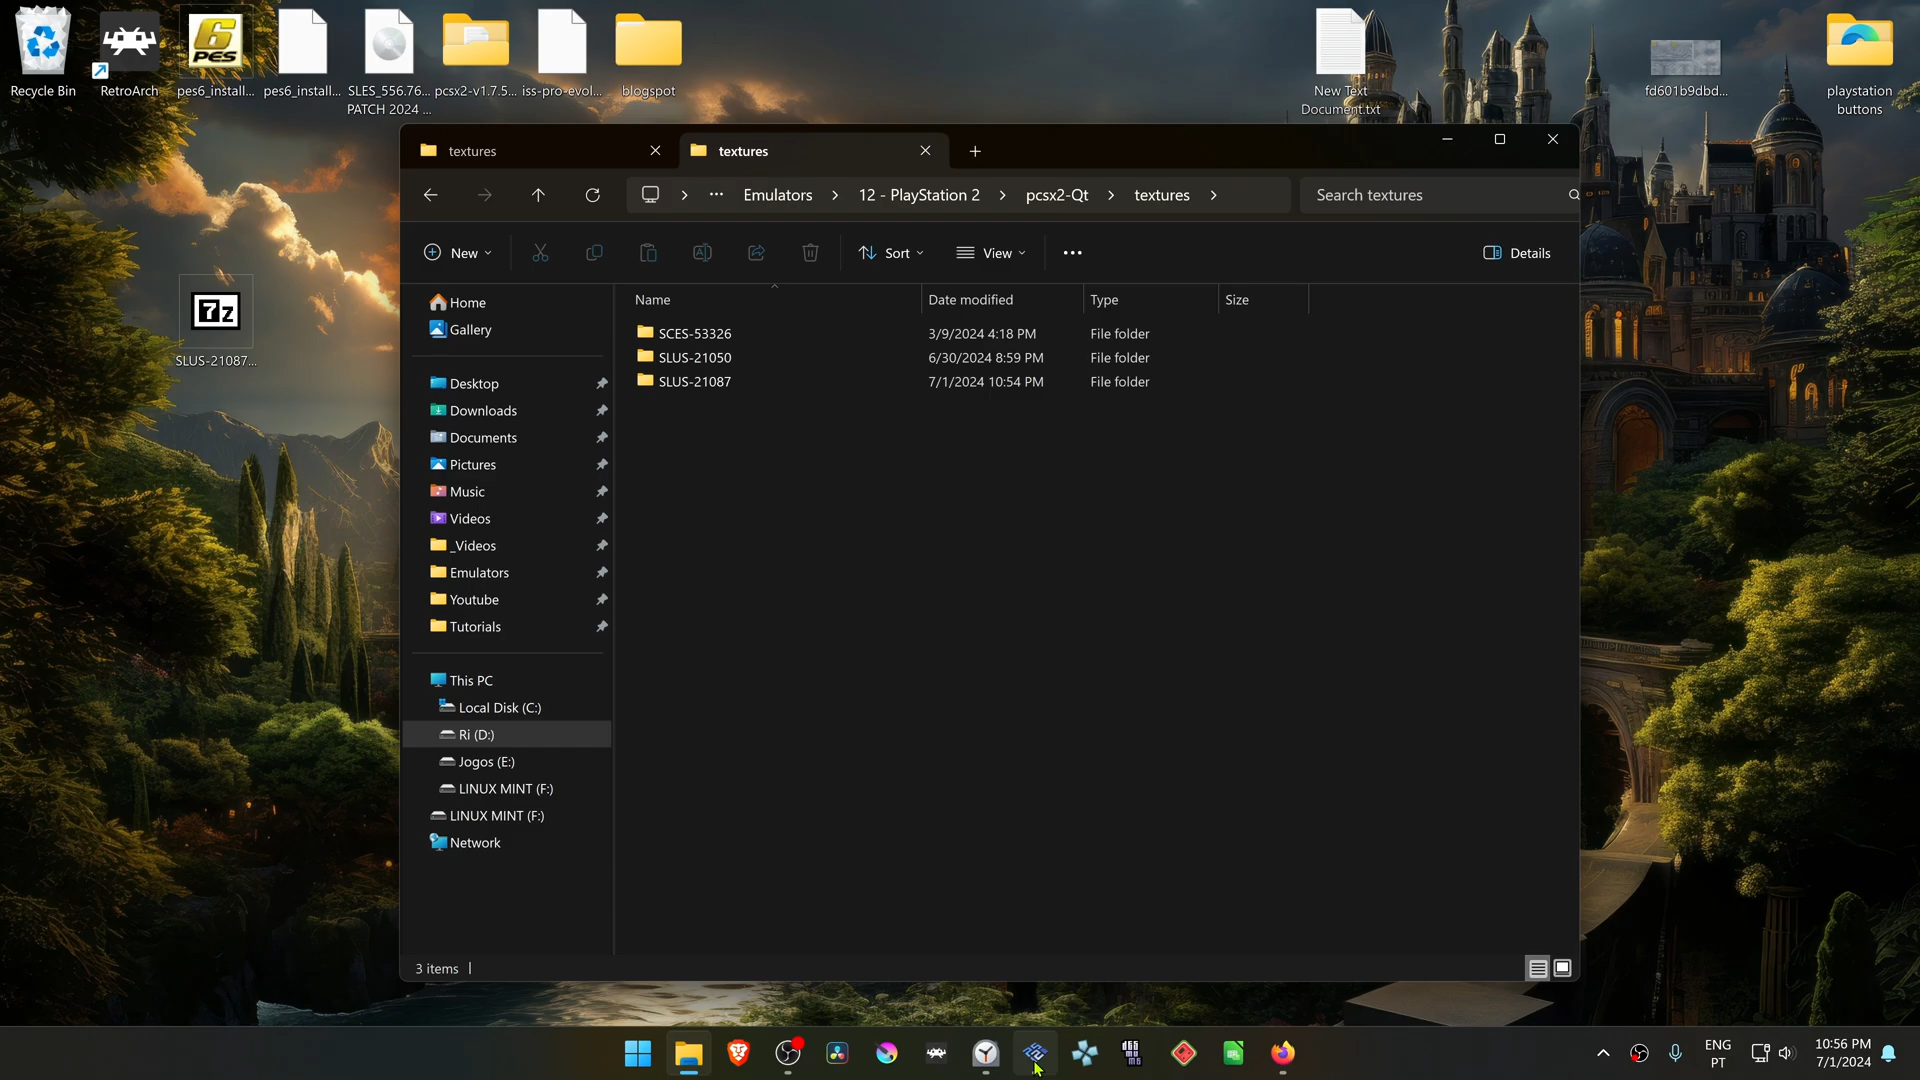 Recycle Bin
RetroArch
6
PES
pes6_install...
pes6_install...
SLES_556.76...
PATCH 2024 ...
pcsx2-v1.7.5...
iss-pro-evol...
blogspot
New Text
Document.txt
fd601b9dbd...
playstation
buttons
7z
SLUS-21087...
textures
textures
Emulators
12 - PlayStation 2
pcsx2-Qt
textures
Search textures
New
Sort
View
Details
Name
Date modified
Type
Size
SCES-53326 3/9/2024 4:18 PM File folder
SLUS-21050 6/30/2024 8:59 PM File folder
SLUS-21087 7/1/2024 10:54 PM File folder
Home
Gallery
Desktop
Downloads
Documents
Pictures
Music
Videos
_Videos
Emulators
Youtube
Tutorials
This PC
Local Disk (C:)
Ri (D:)
Jogos (E:)
LINUX MINT (F:)
LINUX MINT (F:)
Network
3 items
ENG
PT
10:56 PM
7/1/2024